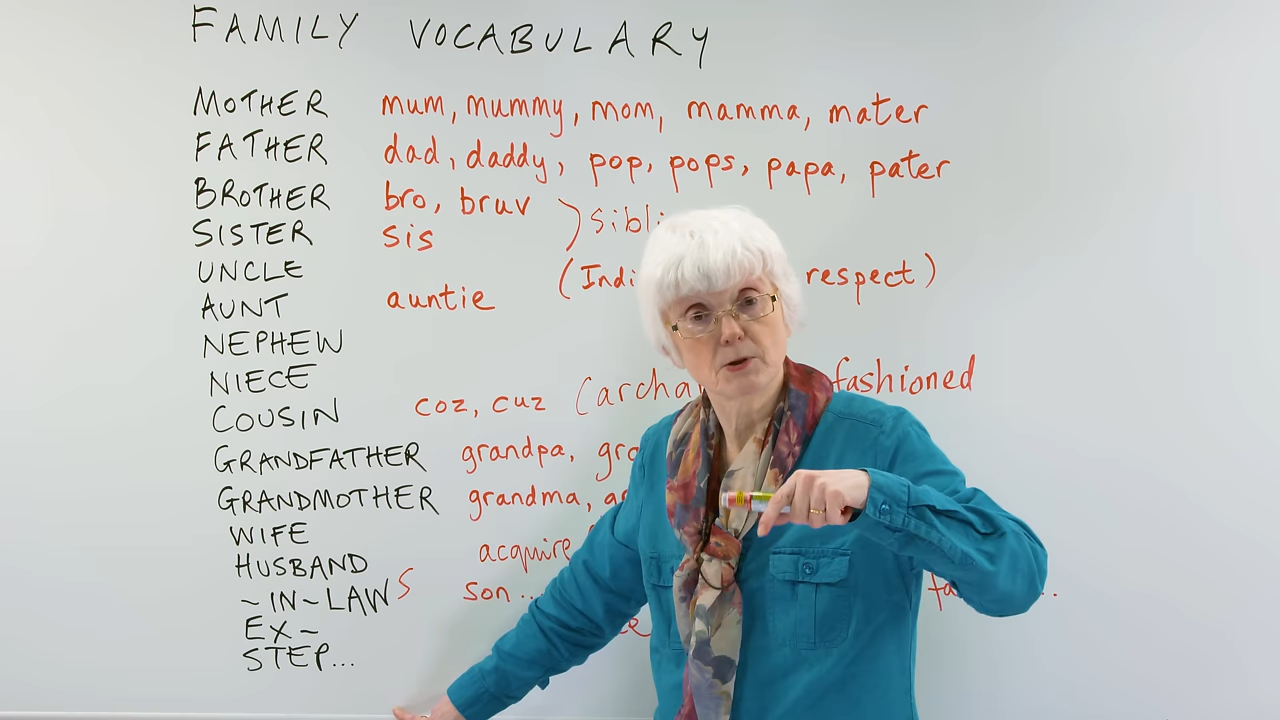 FAMILY VOCABULARY
MOTHER mum, mummy, mom, mamma, mater
FATHER dad, daddy, pop, pops, papa, pater
BROTHER bro, bruv
SISTER sis
UNCLE respect)
AUNT auntie
NEPHEW
NIECE fashioned
COUSIN coz, cuz
GRANDFATHER grandpa,
GRANDMOTHER grandma,
WIFE
HUSBAND
~IN~LAWS son...
EX~
STEP...